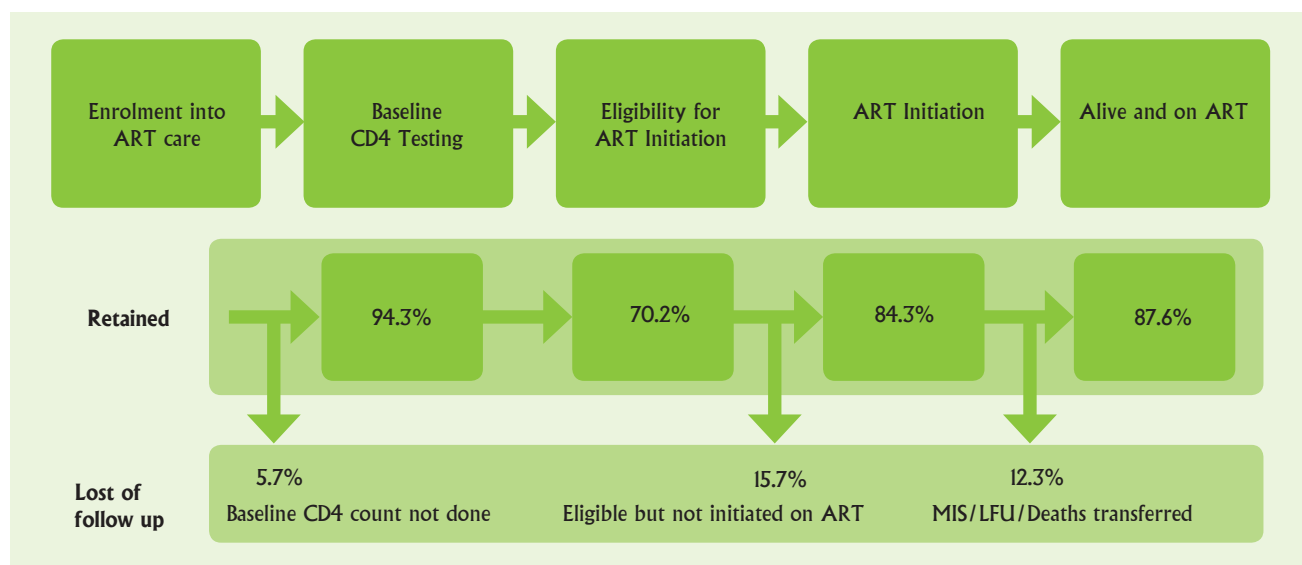 Enrolment into
ART care
Baseline
CD4 Testing
Eligibility for
ART Initiation
ART Initiation
Alive and on ART
Retained
94.3%
70.2%
84.3%
87.6%
Lost of
follow up
5.7%
Baseline CD4 count not done
15.7%
Eligible but not initiated on ART
12.3%
MIS/LFU/Deaths transferred